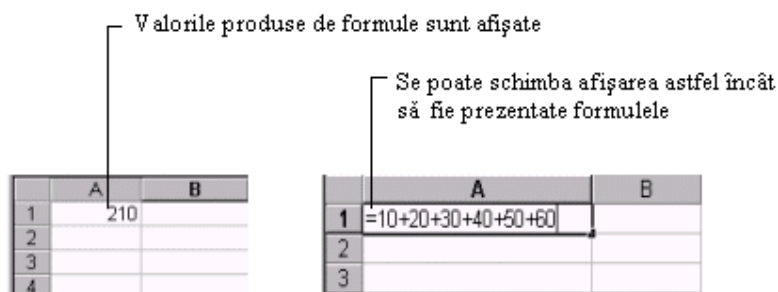 Valorile produse de formule sunt afişate
Se poate schimba afişarea astfel încât
să fie prezentate formulele
A B
1 210
2
3
4
A B
1 =10+20+30+40+50+60
2
3